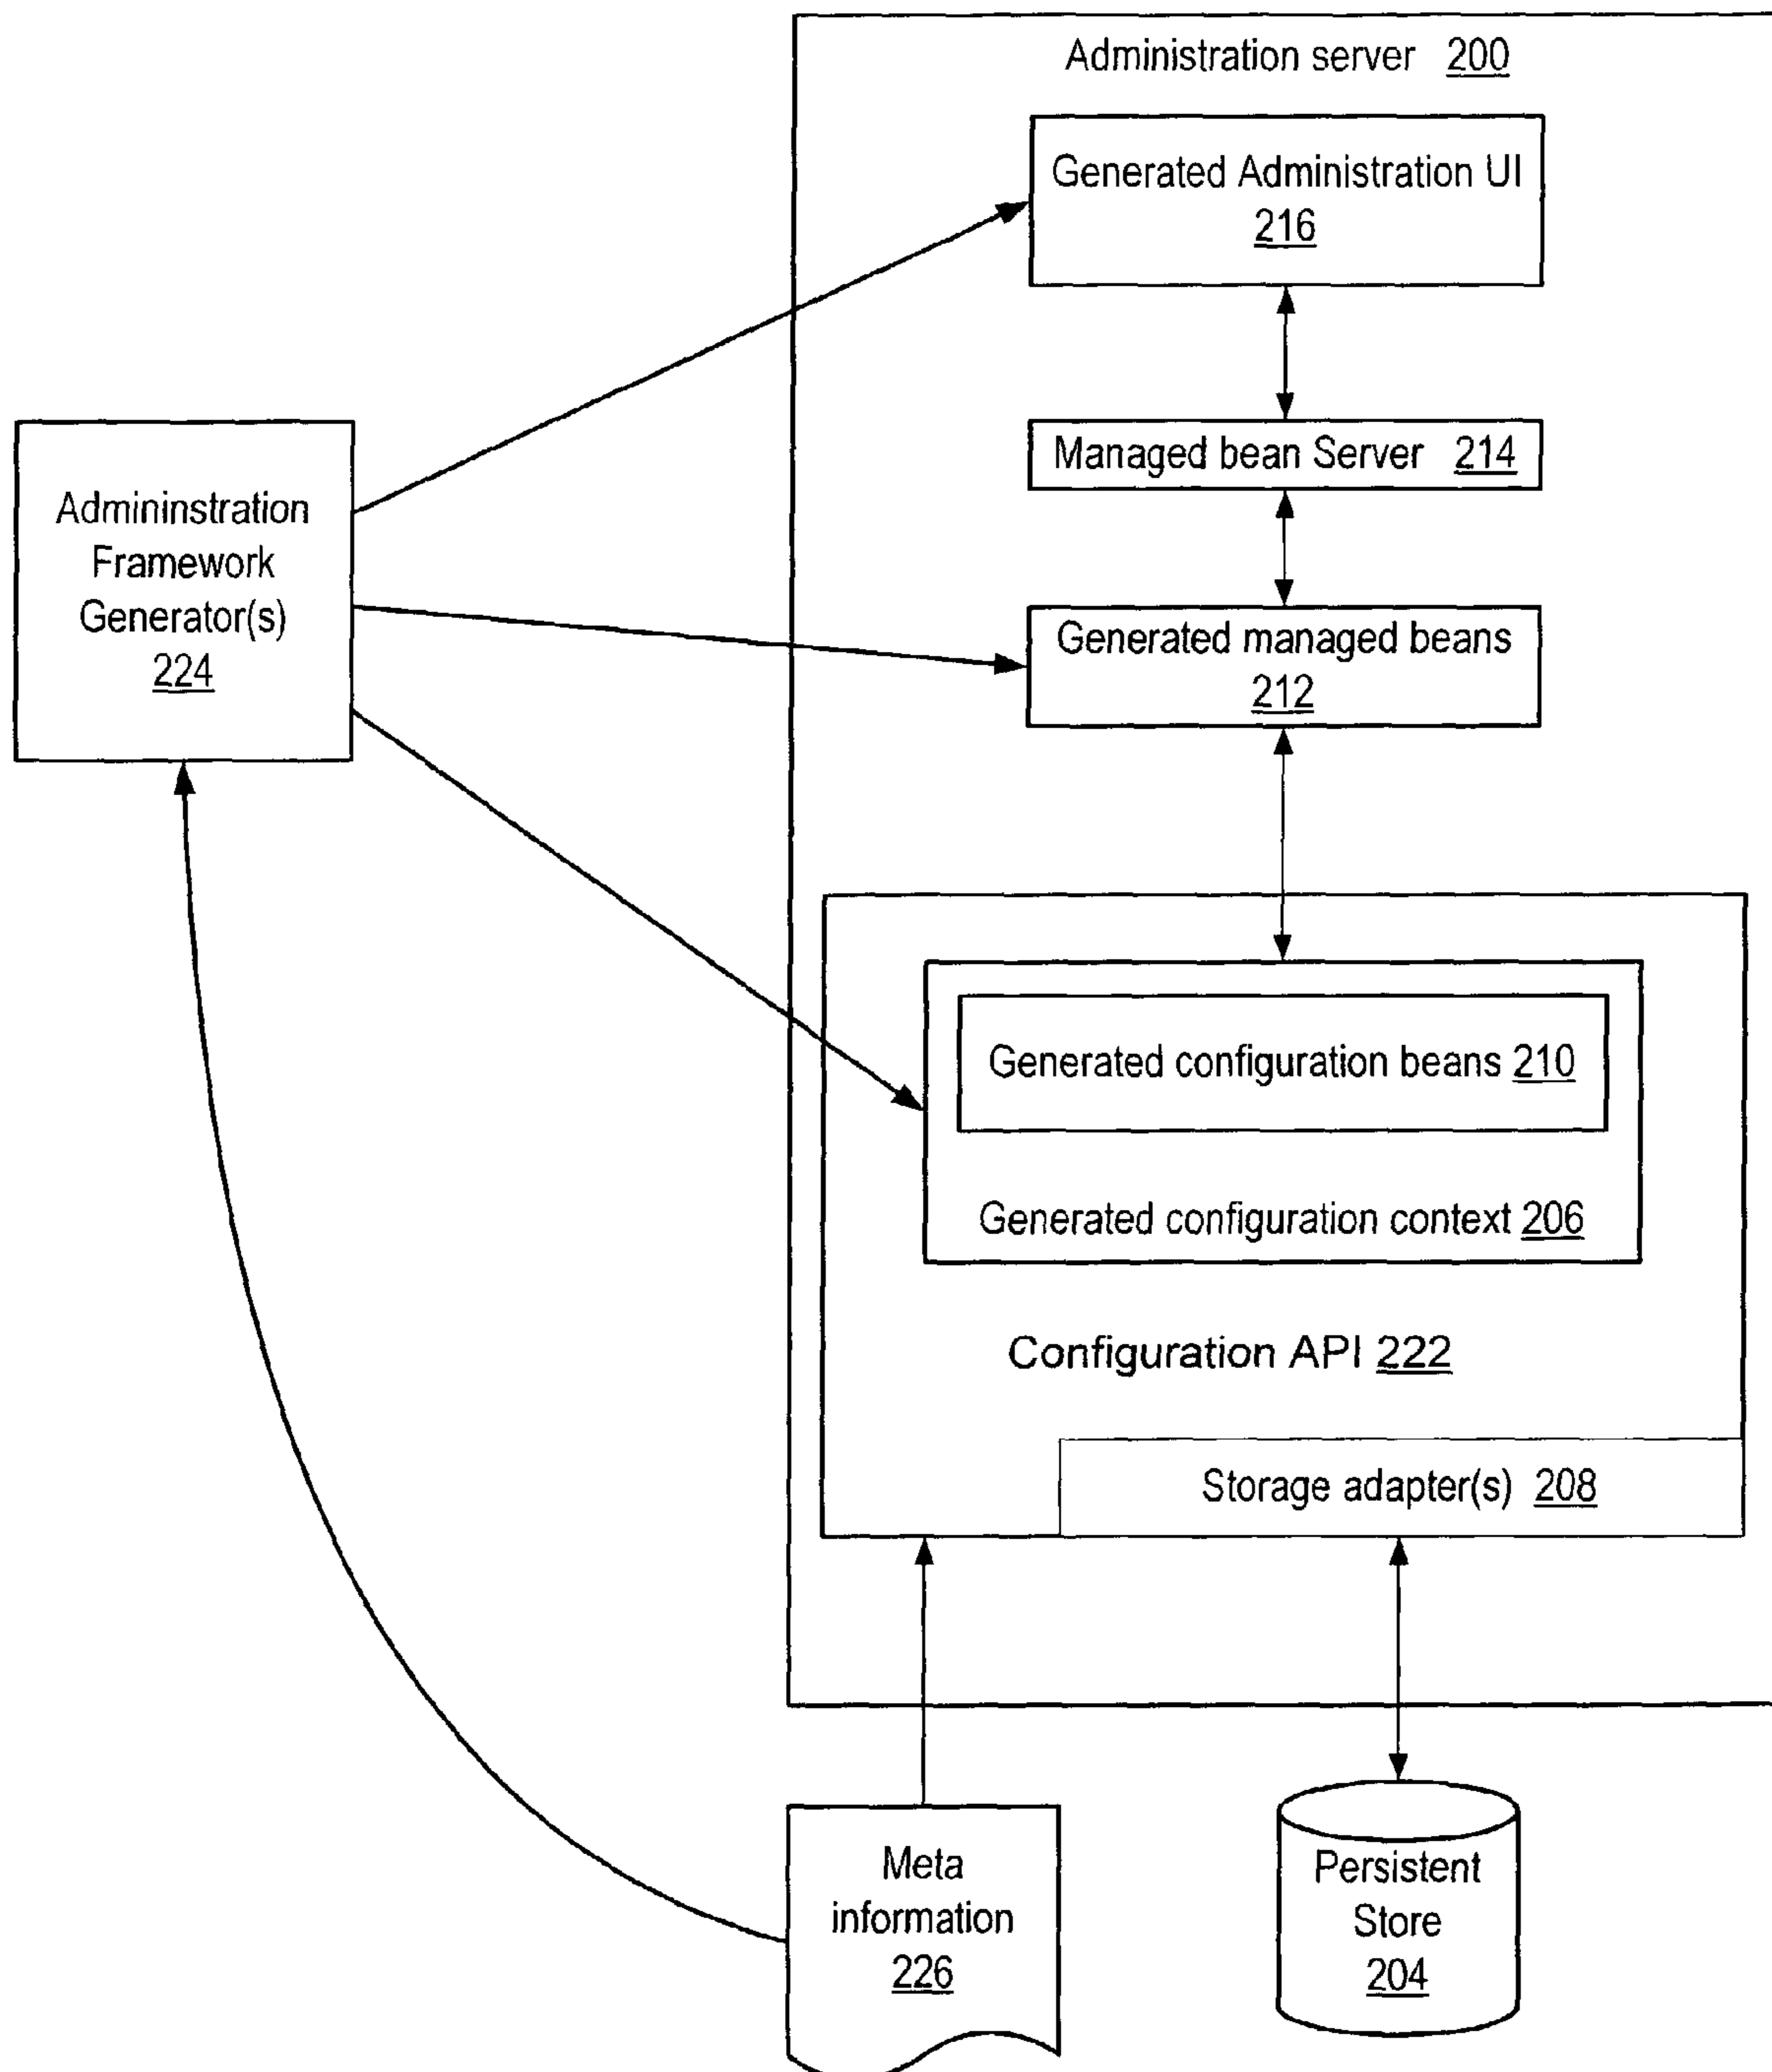 Administration server 200
Generated Administration UI
216
Managed bean Server 214
Admininstration
Framework
Generator(s)
224
Generated managed beans
212
Generated configuration beans 210
Generated configuration context 206
Configuration API 222
Storage adapter(s) 208
Meta
information
226
Persistent
Store
204